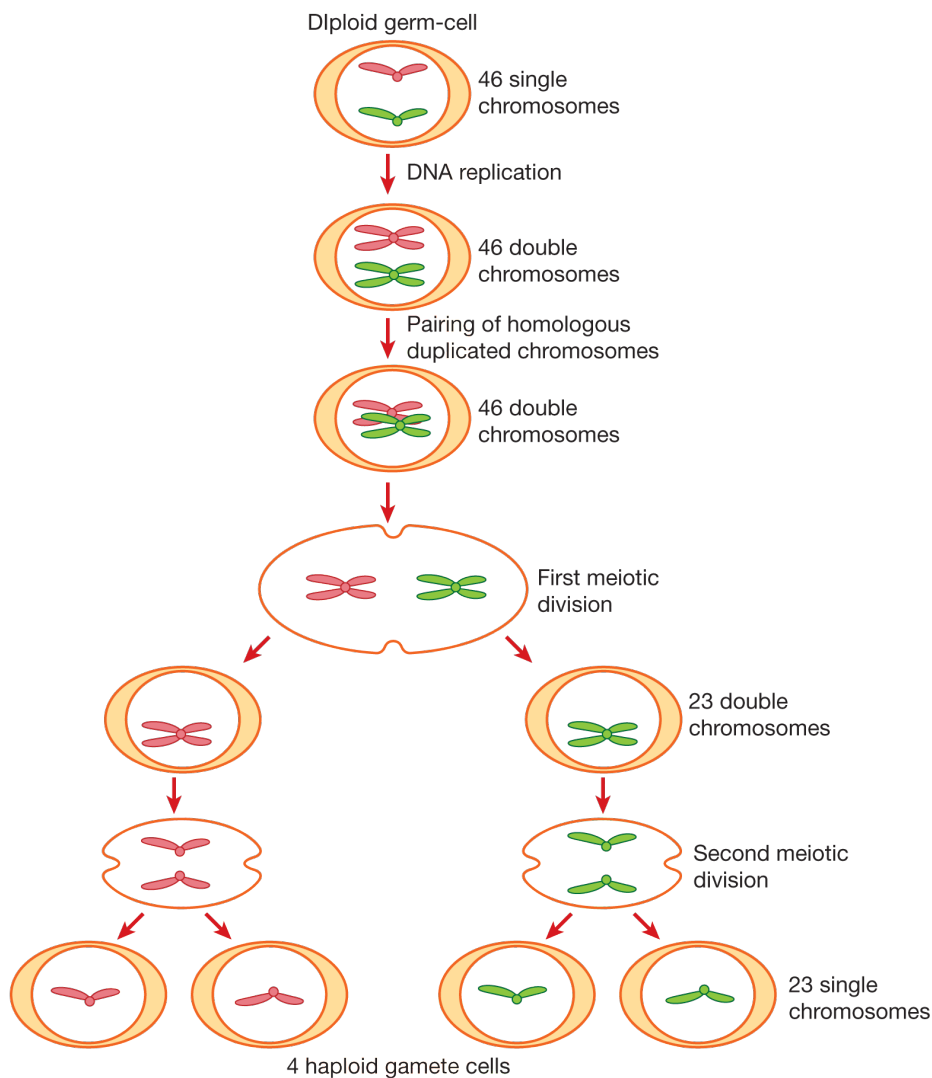 DIploid germ-cell
46 single
chromosomes
DNA replication
46 double
chromosomes
Pairing of homologous
duplicated chromosomes
46 double
chromosomes
First meiotic
division
23 double
chromosomes
Second meiotic
division
23 single
chromosomes
4 haploid gamete cells